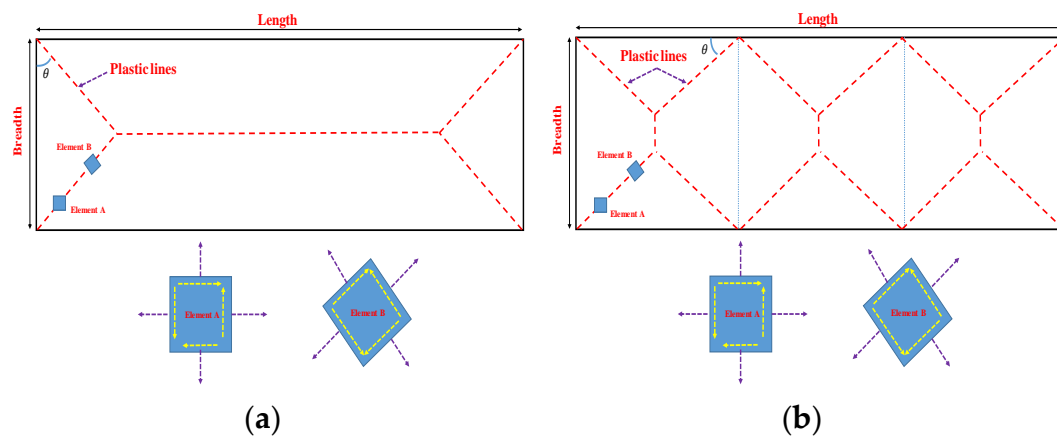 Length
θ
Plastic lines
Breadth
Element B
Element A
Element A
Element B
(a)
Length
θ
Plastic lines
Breadth
Element B
Element A
Element A
Element B
(b)